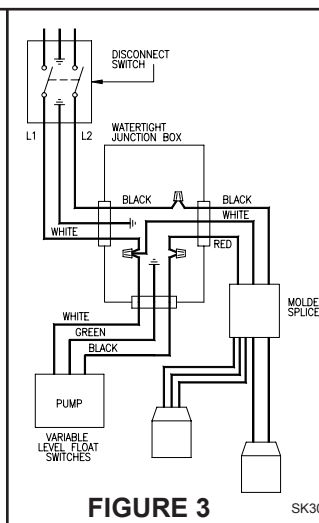 DISCONNECT
SWITCH
L1
L2
WATERTIGHT
JUNCTION BOX
BLACK
BLACK
WHITE
WHITE
RED
WHITE
GREEN
BLACK
MOLDE
SPLICE
PUMP
VARIABLE
LEVEL FLOAT
SWITCHES
FIGURE 3
SK30